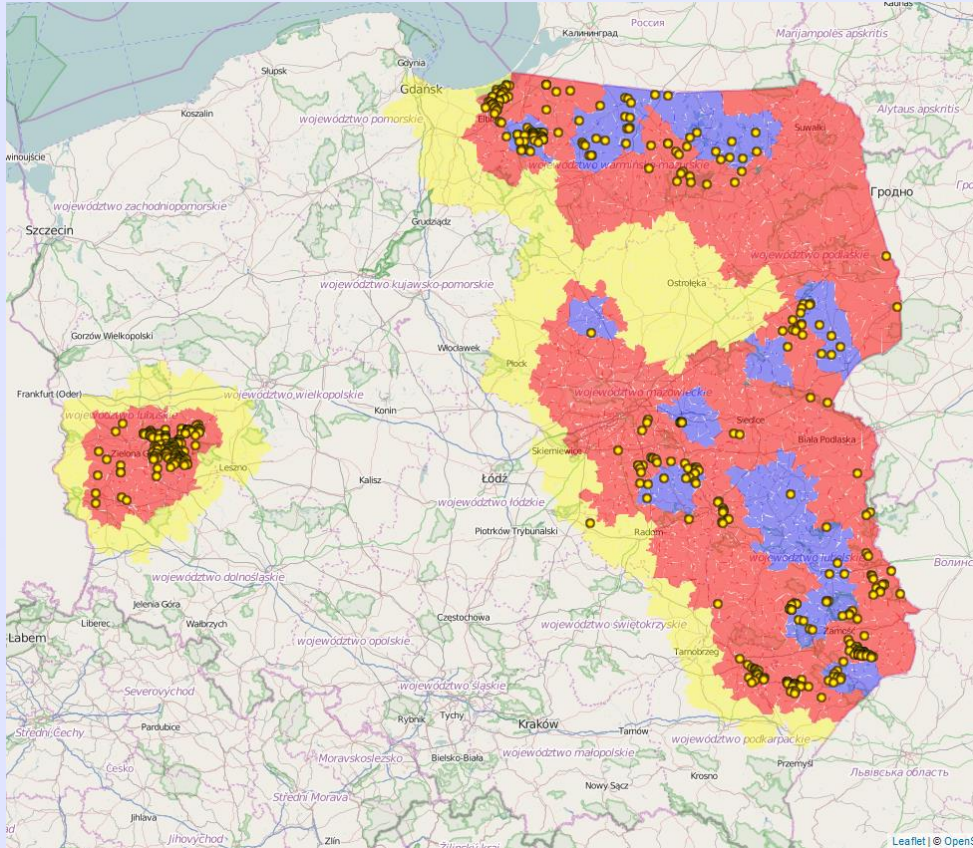 Kaunas
Россия
Marijampolės apskritis
Калининград
Gdynia
Słupsk
Gdańsk
Alytaus apskritis
Koszalin
województwo pomorskie
Suwałki
winoujście
województwo warmińsko-mazurskie
Гродно
województwo zachodniopomorskie
Grudziądz
Szczecin
województwo podlaskie
województwo kujawsko-pomorskie
Ostrołęka
Gorzów Wielkopolski
Włocławek
Płock
Frankfurt (Oder)
województwo wielkopolskie
województwo mazowieckie
Konin
województwo lubuskie
Siedlce
Biała Podlaska
Skierniewice
Leszno
Kalisz
Łódź
województwo łódzkie
Piotrków Trybunalski
Radom
województwo lubelskie
Волинс
województwo dolnośląskie
Jelenia Góra
Liberec
Wałbrzych
Częstochowa
województwo świętokrzyskie
Labem
województwo opolskie
Zamość
Tarnobrzeg
województwo śląskie
Severovýchod
Rybnik
Tychy
Kraków
Pardubice
Střední Čechy
Tarnów
województwo podkarpackie
Moravskoslezsko
Bielsko-Biała
województwo małopolskie
Przemyśl
Česko
Krosno
Львівська область
Nowy Sącz
Střední Morava
Jihlava
Jihovýchod
Zlín
Žilinský kraj
Leaflet | © OpenS